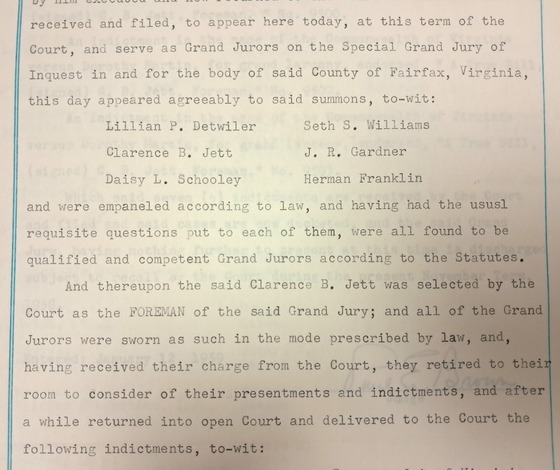 by him executed and now returned
received and filed, to appear here today, at this term of the
Court, and serve as Grand Jurors on the Special Grand Jury of
Inquest in and for the body of said County of Fairfax, Virginia,
this day appeared agreeably to said summons, to-wit:
Lillian P. Detwiler Seth S. Williams
Clarence B. Jett J. R. Gardner
Daisy L. Schooley Herman Franklin
and were empaneled according to law, and having had the ususl
requisite questions put to each of them, were all found to be
qualified and competent Grand Jurors according to the Statutes.
And thereupon the said Clarence B. Jett was selected by the
Court as the FOREMAN of the said Grand Jury; and all of the Grand
Jurors were sworn as such in the mode prescribed by law, and,
having received their charge from the Court, they retired to their
room to consider of their presentments and indictments, and after
a while returned into open Court and delivered to the Court the
following indictments, to-wit: